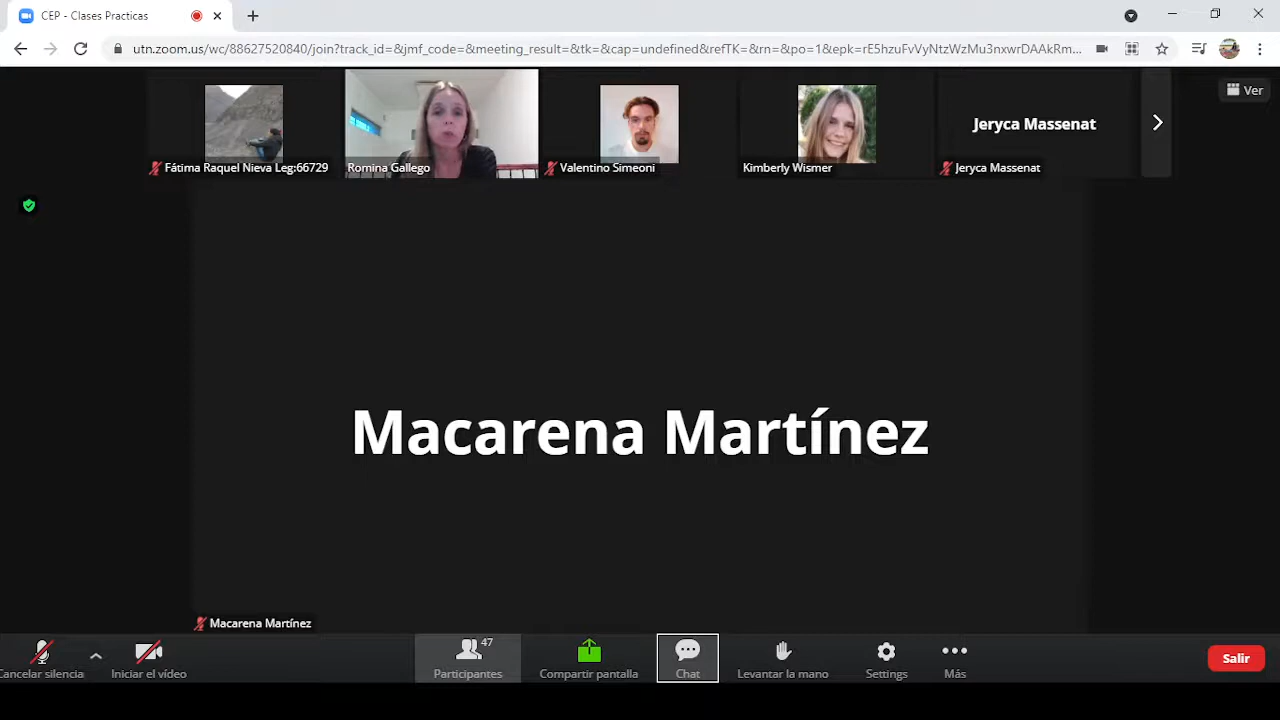 CEP - Clases Practicas
utn.zoom.us/wc/88627520840/join?track_id=&jmf_code=&meeting_result=&tk=&cap=undefined&refTK=&rn=&po=1&epk=rE5hzuFvVyNtzWzMu3nxwrDAAkRm...
Ver
Jeryca Massenat
Fátima Raquel Nieva Leg:66729
Romina Gallego
Valentino Simeoni
Kimberly Wismer
Jeryca Massenat
Macarena Martínez
Macarena Martínez
Cancelar silencia
Iniciar el vídeo
47
Participantes
Compartir pantalla
Chat
Levantar la mano
Settings
Más
Salir